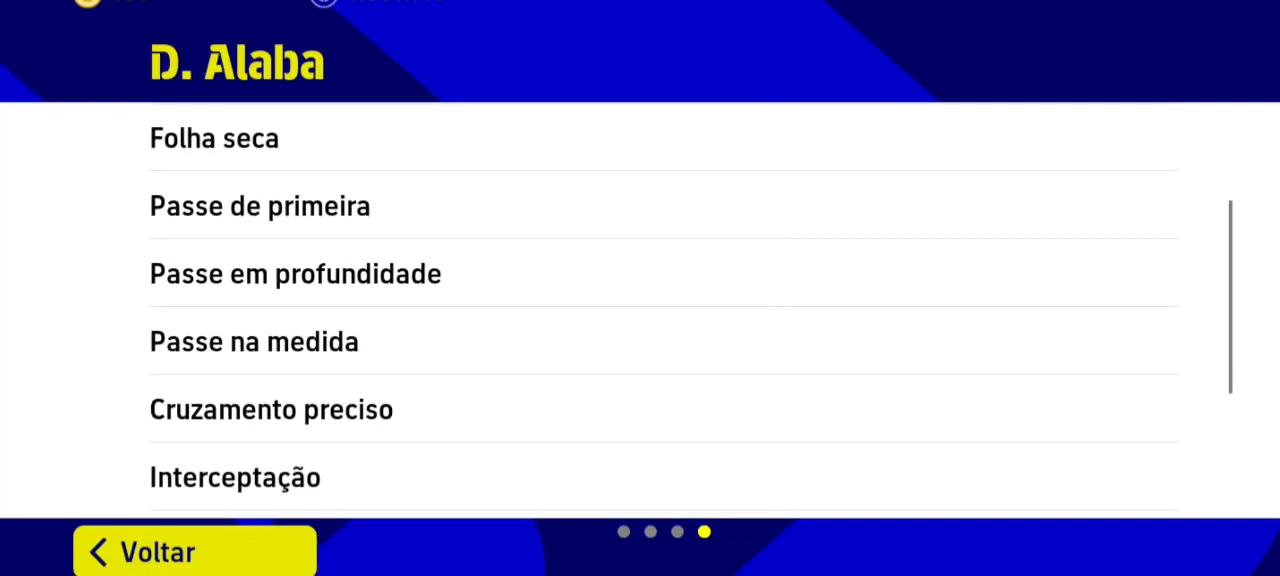 D. Alaba
Folha seca
Passe de primeira
Passe em profundidade
Passe na medida
Cruzamento preciso
Interceptação
Voltar